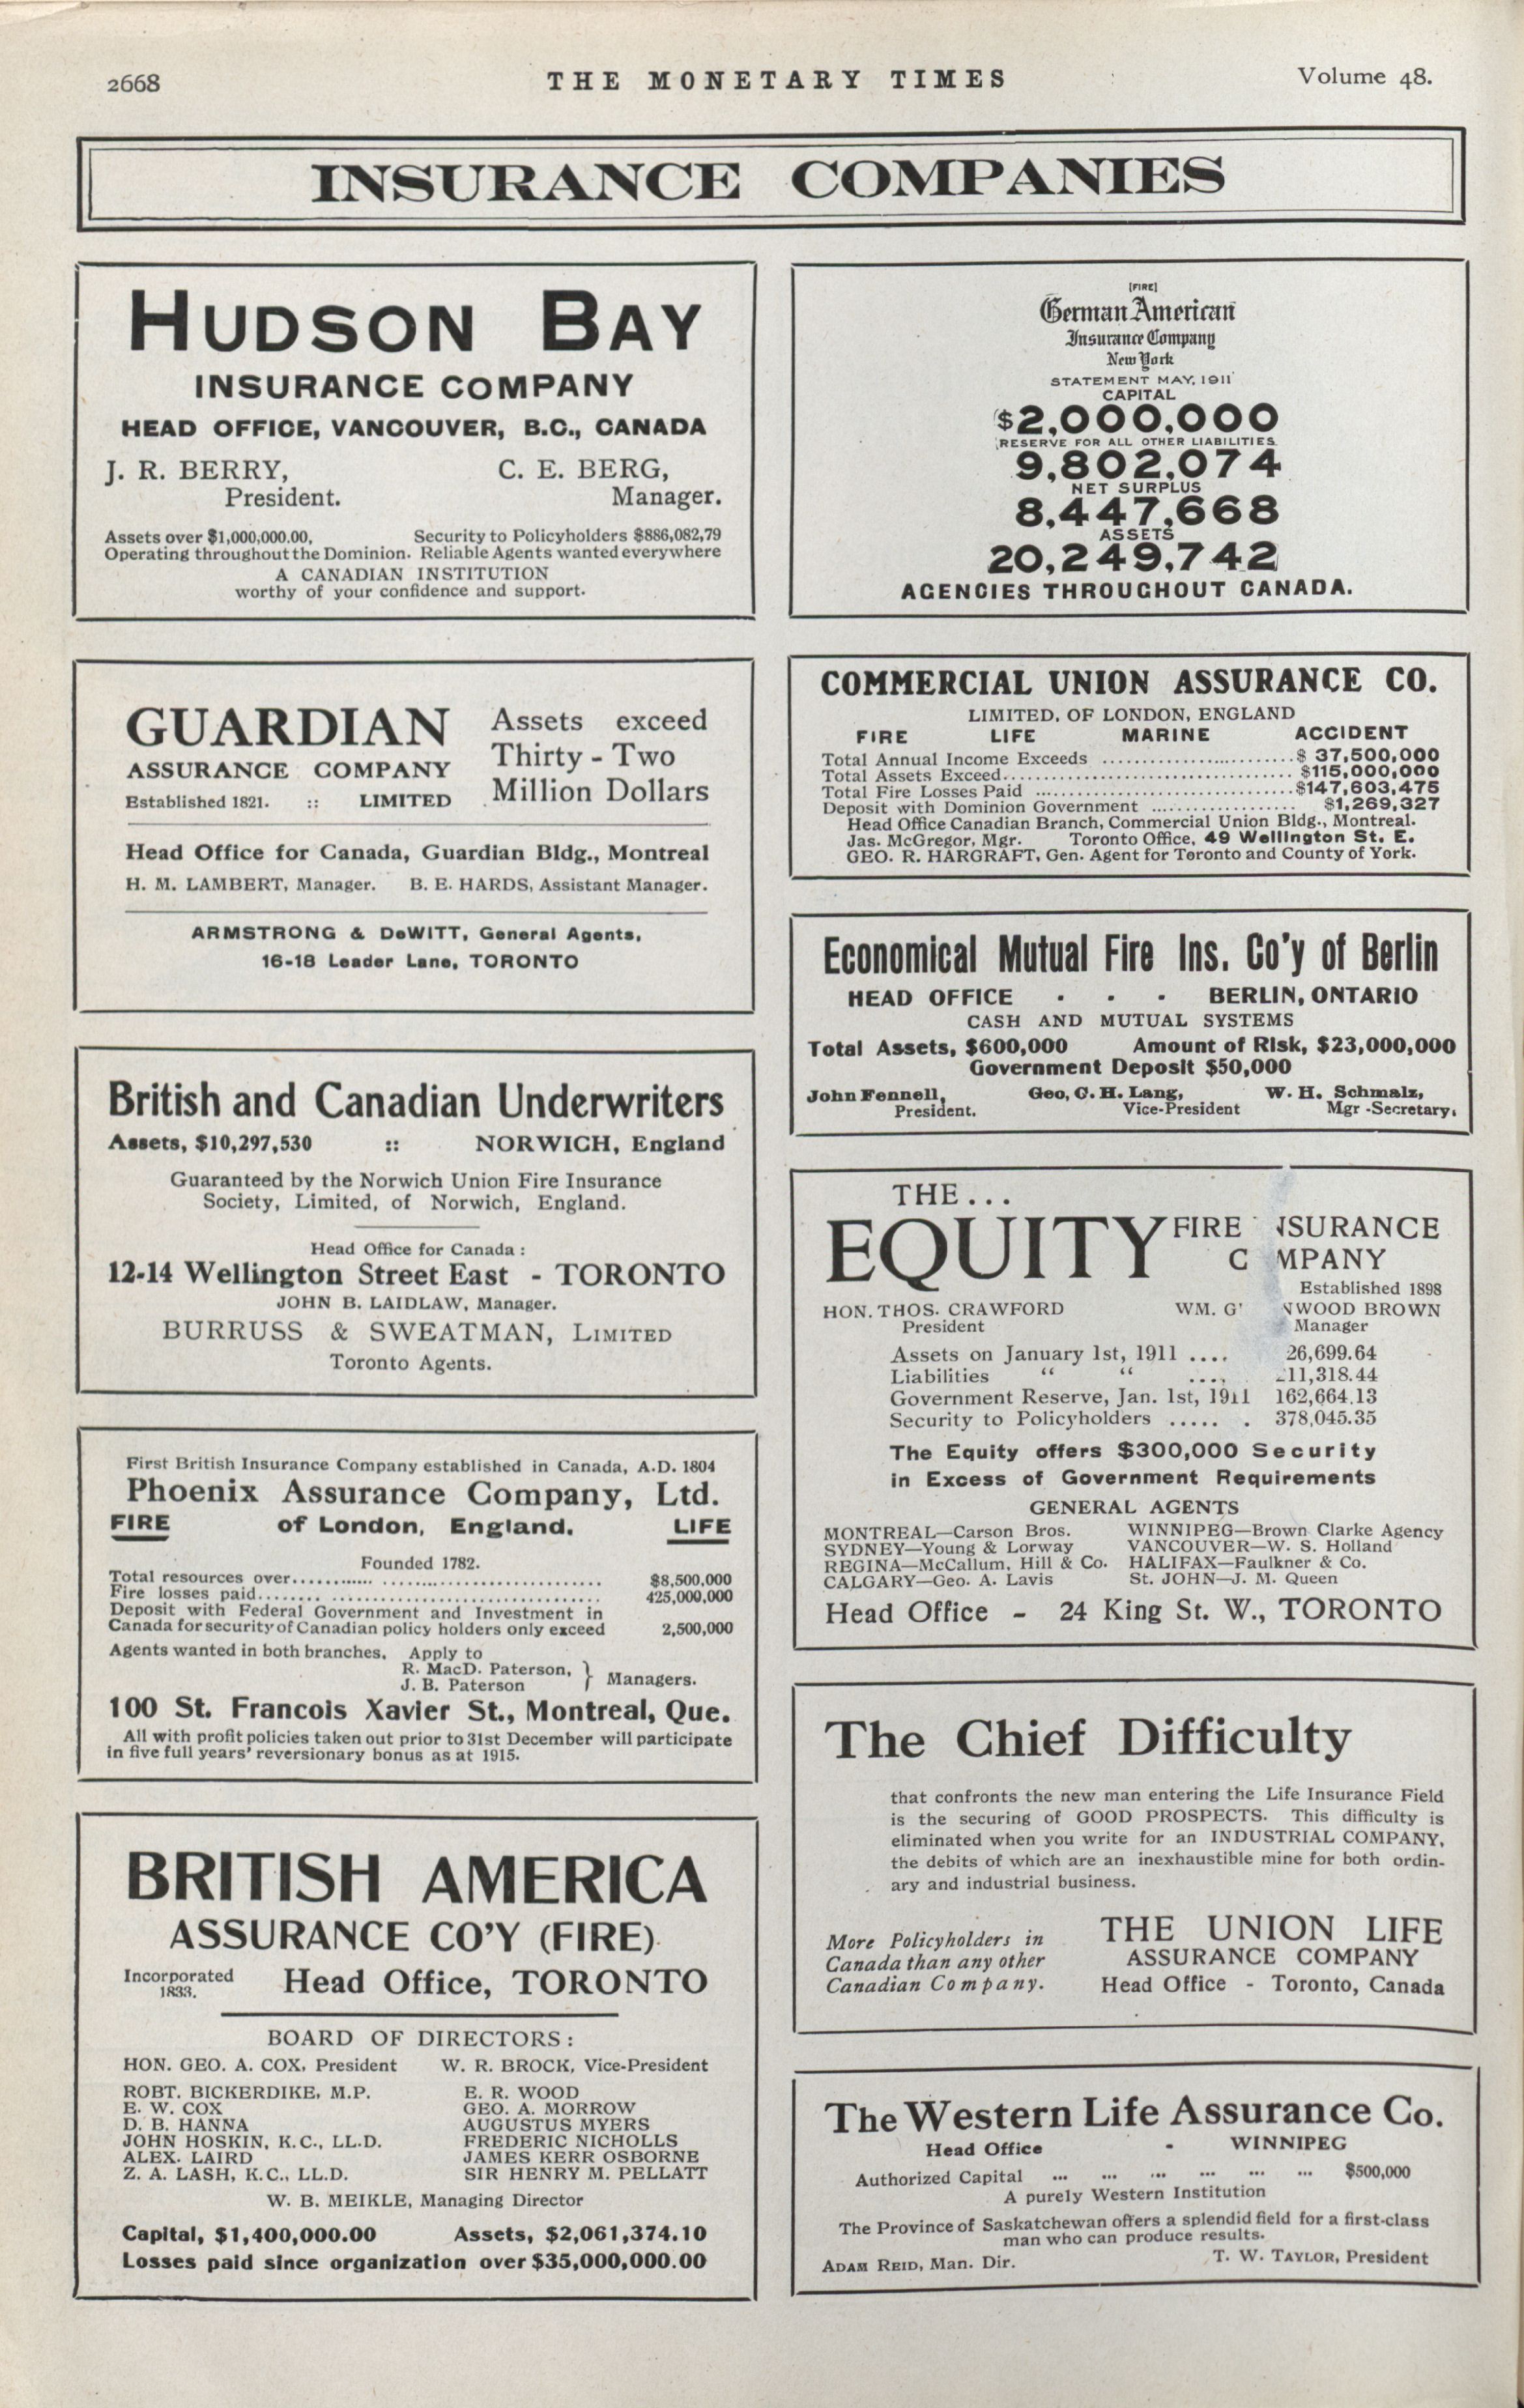 2668
THE MONETARY TIMES
Volume 48.
INSURANCE COMPANIES
HUDSON BAY
INSURANCE COMPANY
HEAD OFFICE, VANCOUVER, B.C., CANADA
J. R. BERRY, C. E. BERG,
President. Manager.
Assets over $1,000,000.00, Security to Policyholders $886,082,79
Operating throughout the Dominion. Reliable Agents wanted everywhere
A CANADIAN INSTITUTION
worthy of your confidence and support.
GUARDIAN
ASSURANCE COMPANY
Established 1821. :: LIMITED
Assets exceed
Thirty - Two
Million Dollars
Head Office for Canada, Guardian Bldg., Montreal
H. M. LAMBERT, Manager. B. E. HARDS, Assistant Manager.
ARMSTRONG & DeWITT, General Agents,
16-18 Leader Lane, TORONTO
British and Canadian Underwriters
Assets, $10,297,530 :: NORWICH, England
Guaranteed by the Norwich Union Fire Insurance
Society, Limited, of Norwich, England.
Head Office for Canada :
12-14 Wellington Street East - TORONTO
JOHN B. LAIDLAW, Manager.
BURRUSS & SWEATMAN, LIMITED
Toronto Agents.
First British Insurance Company established in Canada, A.D. 1804
Phoenix Assurance Company, Ltd.
FIRE of London, England. LIFE
Founded 1782.
Total resources over........................ $8,500,000
Fire losses paid........................ 425,000,000
Deposit with Federal Government and Investment in
Canada for security of Canadian policy holders only exceed 2,500,000
Agents wanted in both branches. Apply to
R. MacD. Paterson, }
J. B. Paterson } Managers.
100 St. Francois Xavier St., Montreal, Que.
All with profit policies taken out prior to 31st December will participate
in five full years' reversionary bonus as at 1915.
BRITISH AMERICA
ASSURANCE CO'Y (FIRE)
Incorporated
1833.
Head Office, TORONTO
BOARD OF DIRECTORS :
HON. GEO. A. COX, President W. R. BROCK, Vice-President
ROBT. BICKERDIKE, M.P. E. R. WOOD
E. W. COX GEO. A. MORROW
D. B. HANNA AUGUSTUS MYERS
JOHN HOSKIN, K.C., LL.D. FREDERIC NICHOLLS
ALEX. LAIRD JAMES KERR OSBORNE
Z. A. LASH, K.C., LL.D. SIR HENRY M. PELLATT
W. B. MEIKLE, Managing Director
Capital, $1,400,000.00 Assets, $2,061,374.10
Losses paid since organization over $35,000,000.00
[FIRE]
German American
Insurance Company
New York
STATEMENT MAY, 1911
CAPITAL
$2,000,000
RESERVE FOR ALL OTHER LIABILITIES
9,802,074
NET SURPLUS
8,447,668
ASSETS
20,249,742
AGENCIES THROUGHOUT CANADA.
COMMERCIAL UNION ASSURANCE CO.
LIMITED, OF LONDON, ENGLAND
FIRE LIFE MARINE ACCIDENT
Total Annual Income Exceeds ........................ $ 37,500,000
Total Assets Exceed........................ $115,000,000
Total Fire Losses Paid ........................ $147,603,475
Deposit with Dominion Government .................. $1,269,327
Head Office Canadian Branch, Commercial Union Bldg., Montreal.
Jas. McGregor, Mgr. Toronto Office, 49 Wellington St. E.
GEO. R. HARGRAFT, Gen. Agent for Toronto and County of York.
Economical Mutual Fire Ins. Co'y of Berlin
HEAD OFFICE - - - BERLIN, ONTARIO
CASH AND MUTUAL SYSTEMS
Total Assets, $600,000 Amount of Risk, $23,000,000
Government Deposit $50,000
John Fennell, Geo, C. H. Lang, W. H. Schmalz,
President. Vice-President Mgr -Secretary.
THE...
EQUITY FIRE NSURANCE
C MPANY
Established 1898
HON. THOS. CRAWFORD WM. G NWOOD BROWN
President Manager
Assets on January 1st, 1911 .... 26,699.64
Liabilities “ “ .... 11,318.44
Government Reserve, Jan. 1st, 1911 162,664.13
Security to Policyholders ..... . 378,045.35
The Equity offers $300,000 Security
in Excess of Government Requirements
GENERAL AGENTS
MONTREAL—Carson Bros. WINNIPEG—Brown Clarke Agency
SYDNEY—Young & Lorway VANCOUVER—W. S. Holland
REGINA—McCallum, Hill & Co. HALIFAX—Faulkner & Co.
CALGARY—Geo. A. Lavis St. JOHN—J. M. Queen
Head Office - 24 King St. W., TORONTO
The Chief Difficulty
that confronts the new man entering the Life Insurance Field
is the securing of GOOD PROSPECTS. This difficulty is
eliminated when you write for an INDUSTRIAL COMPANY,
the debits of which are an inexhaustible mine for both ordin-
ary and industrial business.
More Policyholders in
Canada than any other
Canadian Company.
THE UNION LIFE
ASSURANCE COMPANY
Head Office - Toronto, Canada
The Western Life Assurance Co.
Head Office - WINNIPEG
Authorized Capital ... ... ... ... ... ... $500,000
A purely Western Institution
The Province of Saskatchewan offers a splendid field for a first-class
man who can produce results.
ADAM REID, Man. Dir. T. W. TAYLOR, President